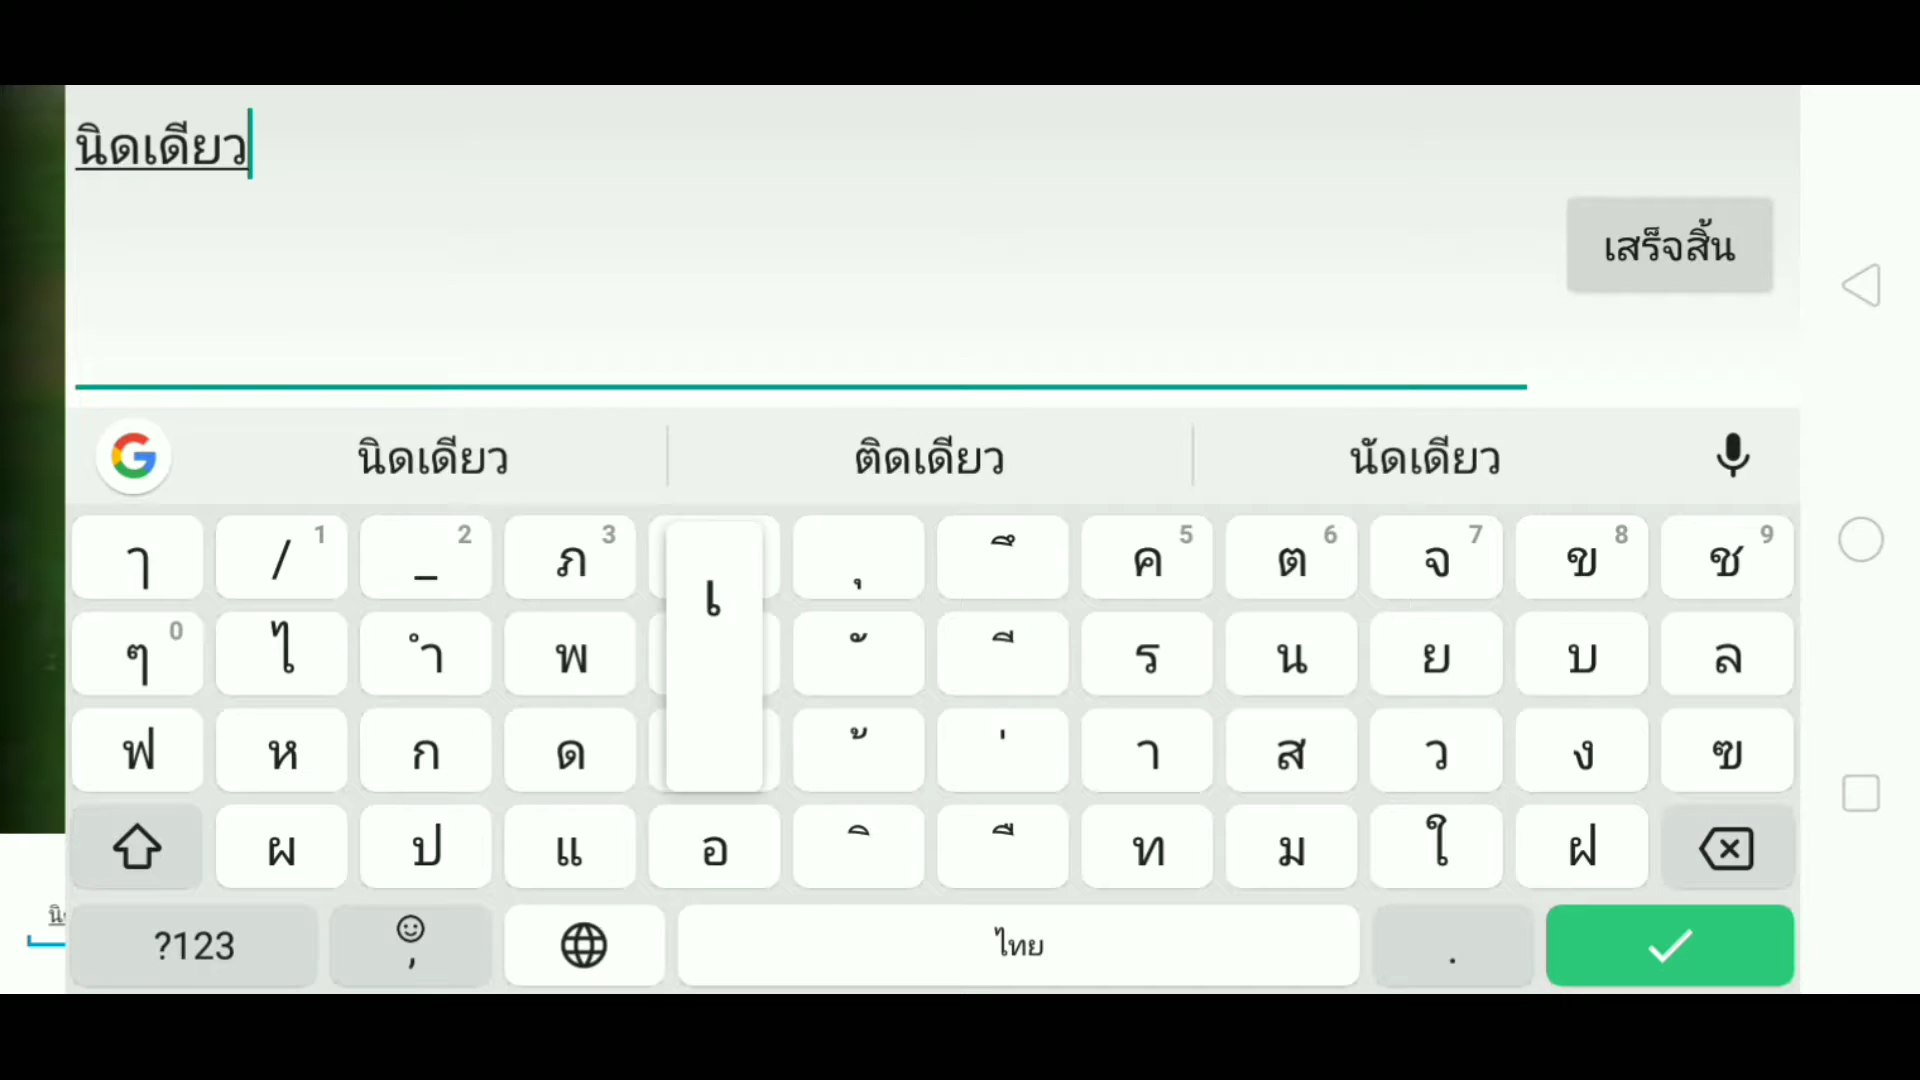 นิดเดียว
เสร็จสิ้น
นิดเดียว ติดเดียว นัดเดียว
ๅ / 1 _ 2 ภ 3 เ ุ ึ ค 5 ต 6 จ 7 ข 8 ช 9
ๆ 0 ไ ำ พ ั ี ร น ย บ ล
ฟ ห ก ด ้ ่ า ส ว ง ฃ
ผ ป แ อ ิ ื ท ม ใ ฝ
?123 , ไทย .